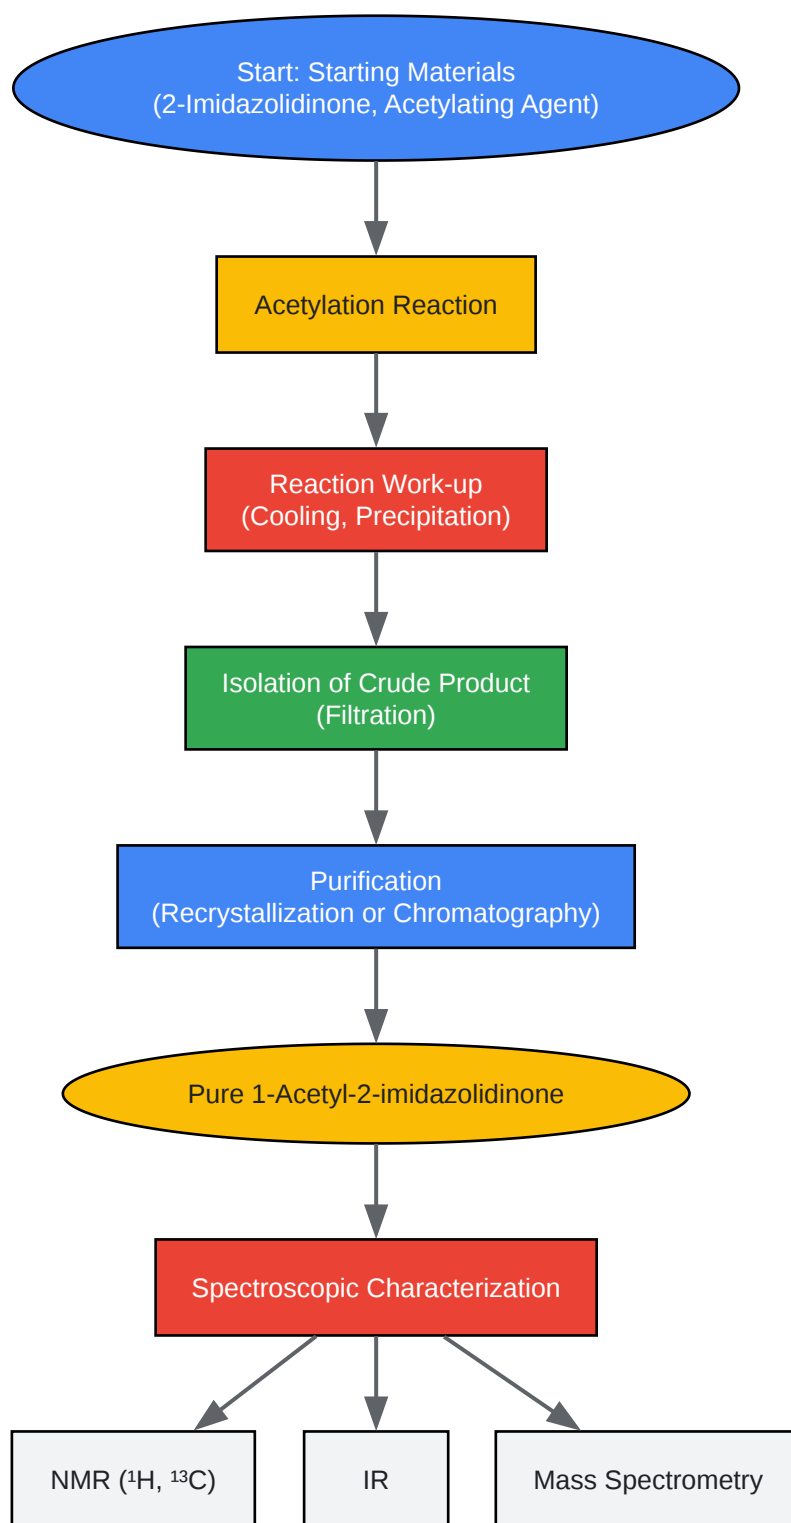 Start: Starting Materials
(2-Imidazolidinone, Acetylating Agent)
Acetylation Reaction
Reaction Work-up
(Cooling, Precipitation)
Isolation of Crude Product
(Filtration)
Purification
(Recrystallization or Chromatography)
Pure 1-Acetyl-2-imidazolidinone
Spectroscopic Characterization
NMR (¹H, ¹³C)
IR
Mass Spectrometry